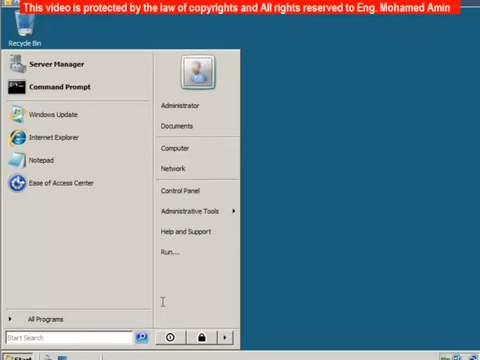 This video is protected by the law of copyrights and All rights reserved to Eng. Mohamed Amin
Recycle Bin
Server Manager
Command Prompt
Windows Update
Internet Explorer
Notepad
Ease of Access Center
All Programs
Start Search
Administrator
Documents
Computer
Network
Control Panel
Administrative Tools
Help and Support
Run...
Start